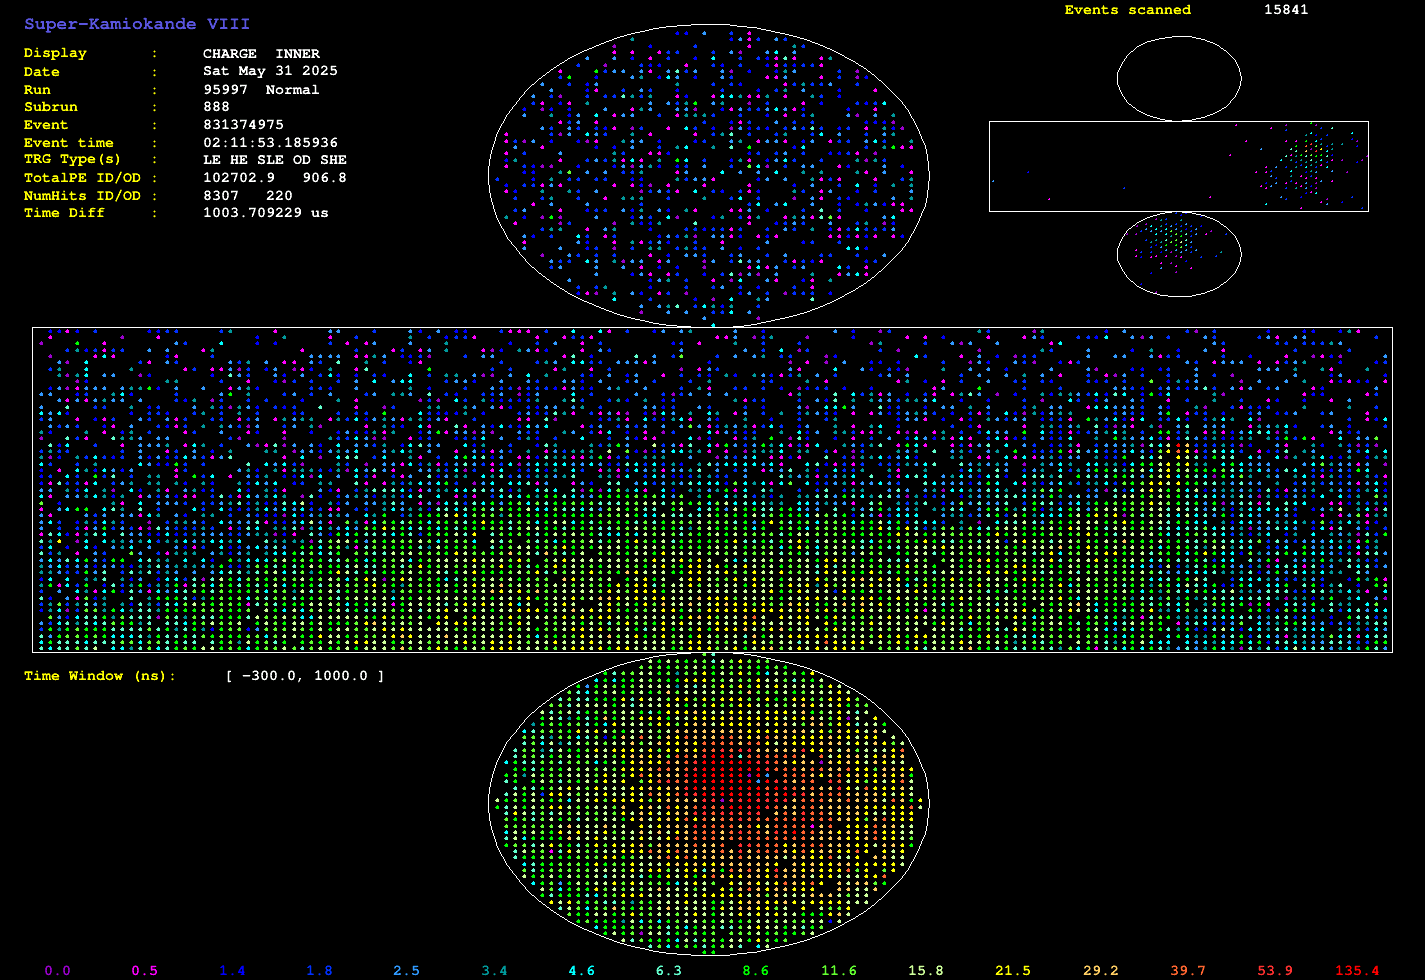 Super-Kamiokande VIII
Events scanned 15841
Display : CHARGE INNER
Date : Sat May 31 2025
Run : 95997 Normal
Subrun : 888
Event : 831374975
Event time : 02:11:53.185936
TRG Type(s) : LE HE SLE OD SHE
TotalPE ID/OD : 102702.9 906.8
NumHits ID/OD : 8307 220
Time Diff : 1003.709229 us
Time Window (ns): [ -300.0, 1000.0 ]
0.0 0.5 1.4 1.8 2.5 3.4 4.6 6.3 8.6 11.6 15.8 21.5 29.2 39.7 53.9 135.4